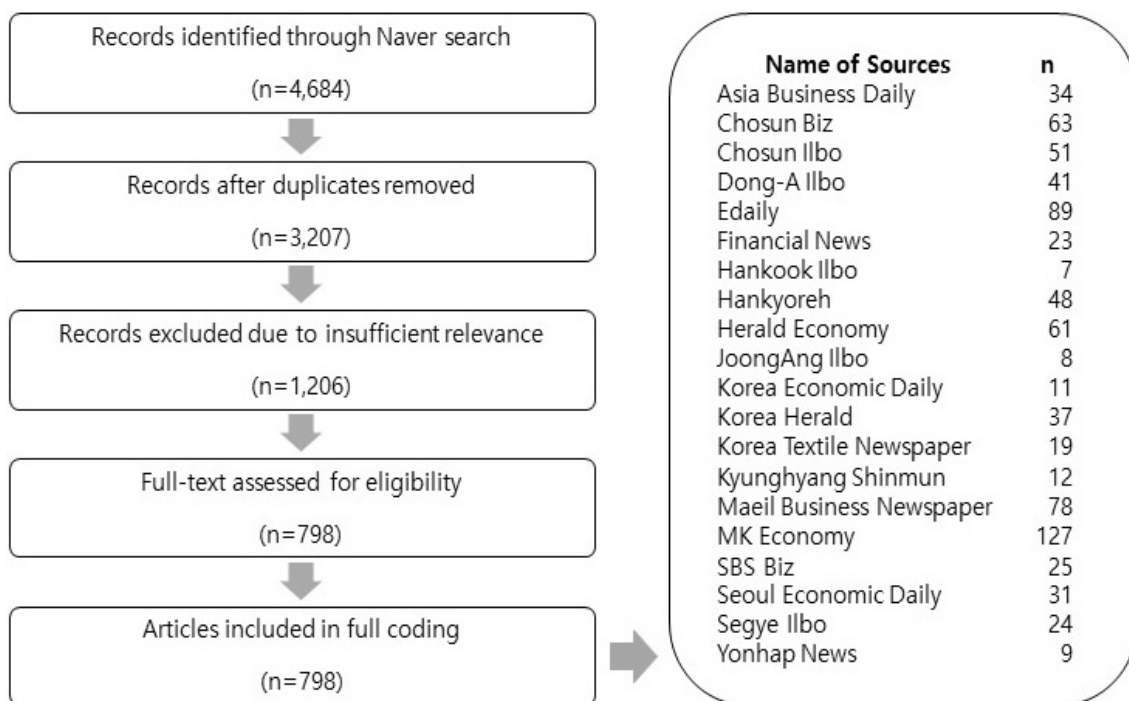 Records identified through Naver search
(n=4,684)
Records after duplicates removed
(n=3,207)
Records excluded due to insufficient relevance
(n=1,206)
Full-text assessed for eligibility
(n=798)
Articles included in full coding
(n=798)
Name of Sources n
Asia Business Daily 34
Chosun Biz 63
Chosun Ilbo 51
Dong-A Ilbo 41
Edaily 89
Financial News 23
Hankook Ilbo 7
Hankyoreh 48
Herald Economy 61
JoongAng Ilbo 8
Korea Economic Daily 11
Korea Herald 37
Korea Textile Newspaper 19
Kyunghyang Shinmun 12
Maeil Business Newspaper 78
MK Economy 127
SBS Biz 25
Seoul Economic Daily 31
Segye Ilbo 24
Yonhap News 9